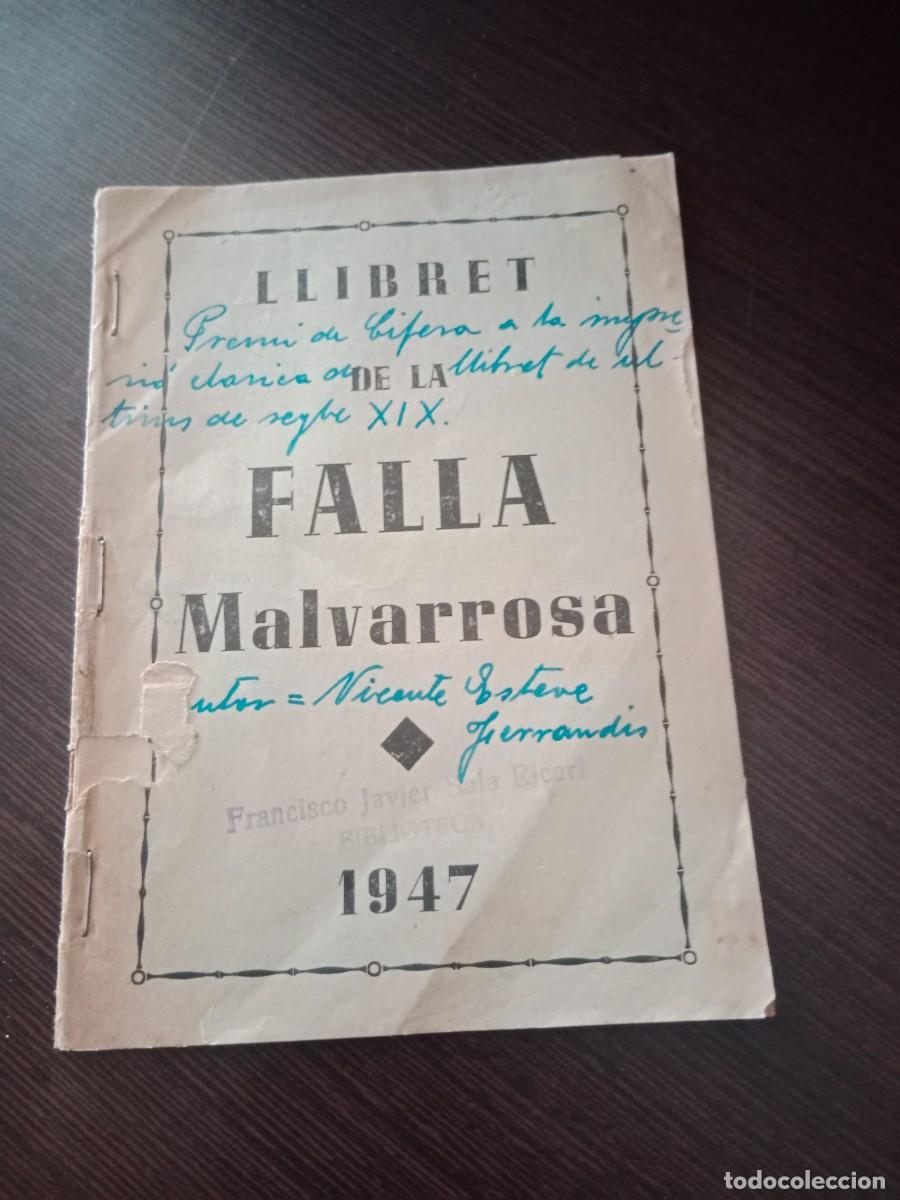 LLIBRET
Premi de Cifera a la impre-
sió clasica de llibret de ul-
DE LA
tims de segle XIX.
FALLA
Malvarrosa
utor = Vicente Esteve
Ferrandis
Francisco Javier Sala Ricart
BIBLIOTECA
1947
todocoleccion